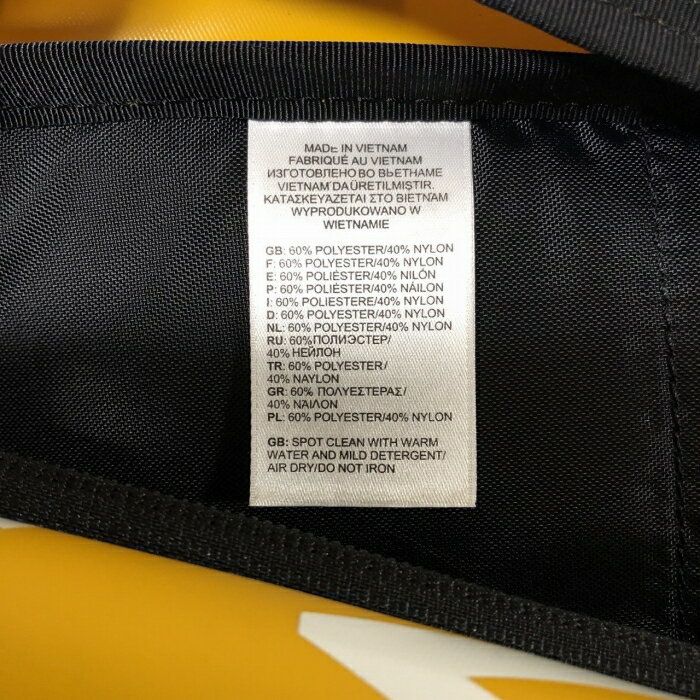 MADE IN VIETNAM
FABRIQUÉ AU VIETNAM
ИЗГОТОВЛЕНО ВО ВЬЕТНАМЕ
VIETNAM'DA ÜRETILMIŞTIR.
ΚΑΤΑΣΚΕΥΑΖΕΤΑΙ ΣΤΟ ΒΙΕΤΝΑΜ
WYPRODUKOWANO W
WIETNAMIE
GB: 60% POLYESTER/40% NYLON
F: 60% POLYESTER/40% NYLON
E: 60% POLIÉSTER/40% NILÓN
P: 60% POLIÉSTER/40% NÁILON
I: 60% POLIESTERE/40% NYLON
D: 60% POLYESTER/40% NYLON
NL: 60% POLYESTER/40% NYLON
RU: 60%ПОЛИЭСТЕР/
40% НЕЙЛОН
TR: 60% POLYESTER/
40% NAYLON
GR: 60% ΠΟΛΥΕΣΤΕΡΑΣ/
40% ΝΑΪΛΟΝ
PL: 60% POLYESTER/40% NYLON
GB: SPOT CLEAN WITH WARM
WATER AND MILD DETERGENT/
AIR DRY/DO NOT IRON